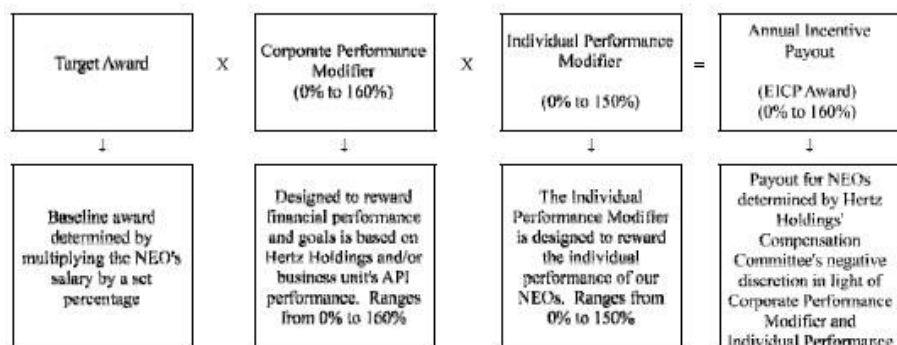 Target Award
X
Corporate Performance
Modifier
(0% to 160%)
X
Individual Performance
Modifier
(0% to 150%)
=
Annual Incentive
Payout
(EICP Award)
(0% to 160%)
↓
↓
↓
↓
Baseline award
determined by
multiplying the NEO's
salary by a set
percentage
Designed to reward
financial performance
and goals is based on
Hertz Holdings and/or
business unit's API
performance. Ranges
from 0% to 160%
The Individual
Performance Modifier
is designed to reward
the individual
performance of our
NEOs. Ranges from
0% to 150%
Payout for NEOs
determined by Hertz
Holdings'
Compensation
Committee's negative
discretion in light of
Corporate Performance
Modifier and
Individual Performance